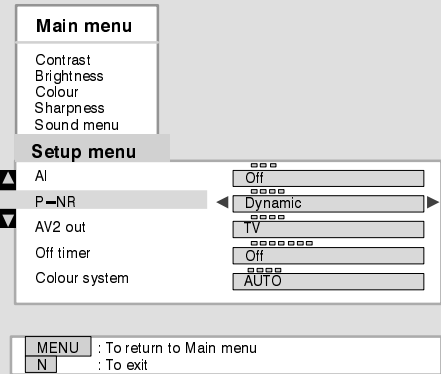 Main menu
Contrast
Brightness
Colour
Sharpness
Sound menu
Setup menu
AI Off
P-NR Dynamic
AV2 out TV
Off timer Off
Colour system AUTO
MENU : To return to Main menu
N : To exit